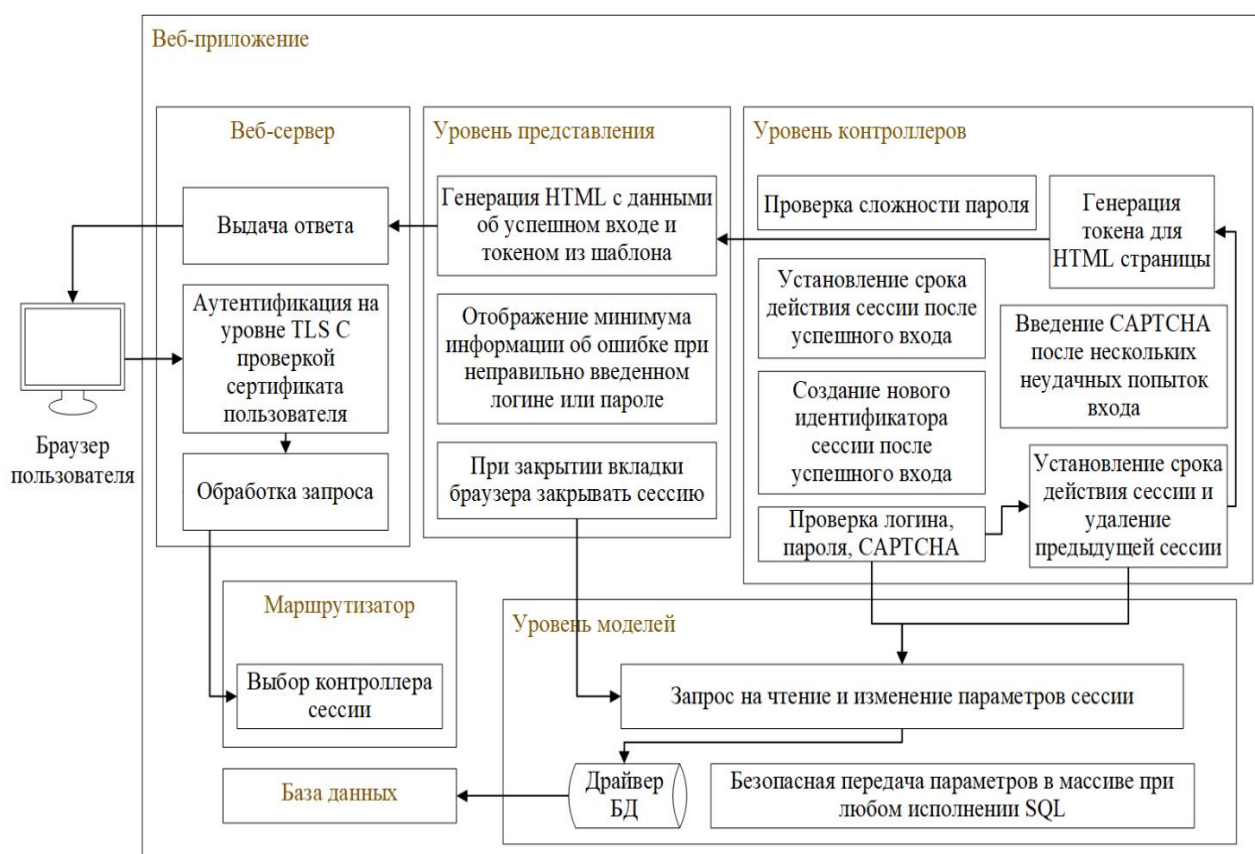 Веб-приложение
Веб-сервер
Выдача ответа
Аутентификация на
уровне TLS С
проверкой
сертификата
пользователя
Обработка запроса
Браузер
пользователя
Уровень представления
Генерация HTML с данными
об успешном входе и
токеном из шаблона
Отображение минимума
информации об ошибке при
неправильно введенном
логине или пароле
При закрытии вкладки
браузера закрывать сессию
Уровень контроллеров
Проверка сложности пароля
Генерация
токена для
HTML страницы
Установление срока
действия сессии после
успешного входа
Введение CAPTCHA
после нескольких
неудачных попыток
входа
Создание нового
идентификатора
сессии после
успешного входа
Проверка логина,
пароля, CAPTCHA
Установление срока
действия сессии и
удаление
предыдущей сессии
Маршрутизатор
Выбор контроллера
сессии
Уровень моделей
Запрос на чтение и изменение параметров сессии
База данных
Драйвер
БД
Безопасная передача параметров в массиве при
любом исполнении SQL